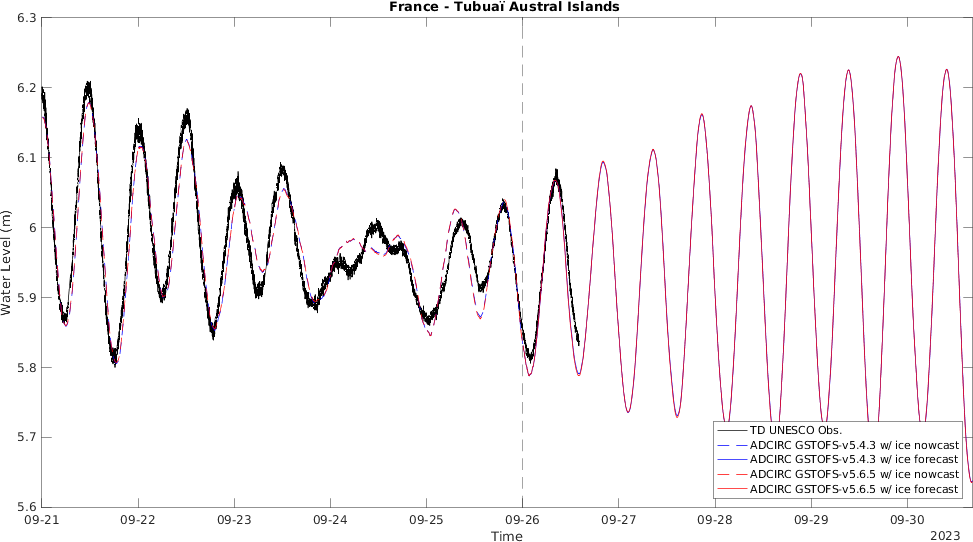 France - Tubuaï Austral Islands
6.3
6.2
6.1
6
5.9
5.8
5.7
5.6
Water Level (m)
TD UNESCO Obs.
ADCIRC GSTOFS-v5.4.3 w/ ice nowcast
ADCIRC GSTOFS-v5.4.3 w/ ice forecast
ADCIRC GSTOFS-v5.6.5 w/ ice nowcast
ADCIRC GSTOFS-v5.6.5 w/ ice forecast
09-21 09-22 09-23 09-24 09-25 09-26 09-27 09-28 09-29 09-30
Time
2023